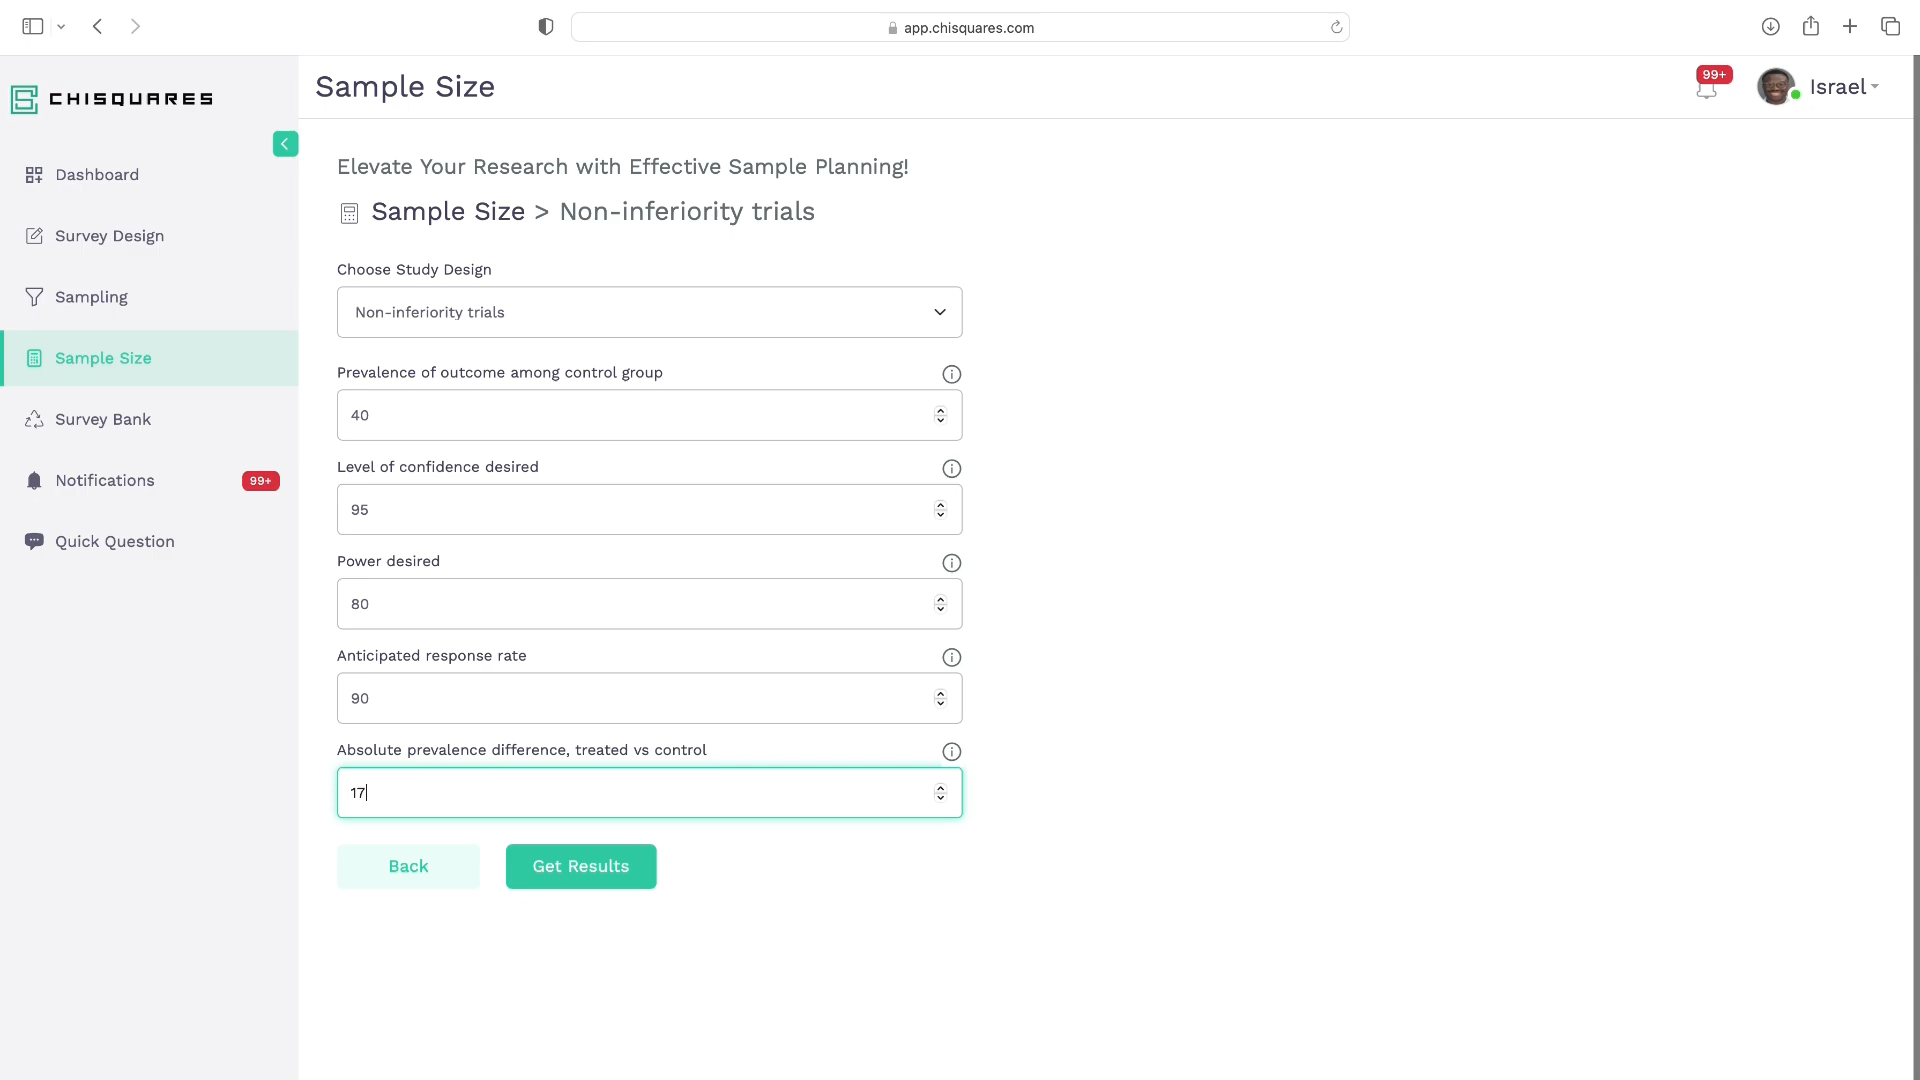 app.chisquares.com
CHISQUARES
Sample Size
99+
Israel
Dashboard
Survey Design
Sampling
Sample Size
Survey Bank
Notifications
99+
Quick Question
Elevate Your Research with Effective Sample Planning!
Sample Size > Non-inferiority trials
Choose Study Design
Non-inferiority trials
Prevalence of outcome among control group
40
Level of confidence desired
95
Power desired
80
Anticipated response rate
90
Absolute prevalence difference, treated vs control
17
Back
Get Results